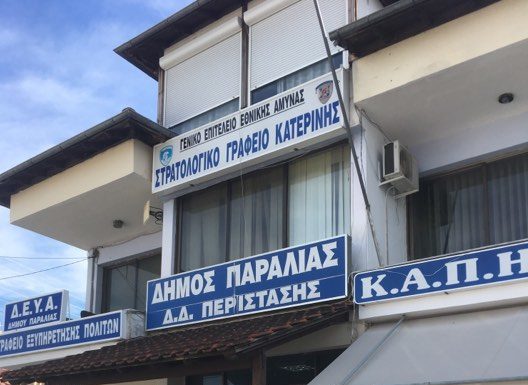 ΓΕΝΙΚΟ ΕΠΙΤΕΛΕΙΟ ΕΘΝΙΚΗΣ ΑΜΥΝΑΣ
ΣΤΡΑΤΟΛΟΓΙΚΟ ΓΡΑΦΕΙΟ ΚΑΤΕΡΙΝΗΣ
ΔΗΜΟΣ ΠΑΡΑΛΙΑΣ
Δ.Δ. ΠΕΡΙΣΤΑΣΗΣ
Κ.Α.Π.Η
Δ.Ε.Υ.Α.
ΔΗΜΟΥ ΠΑΡΑΛΙΑΣ
ΓΡΑΦΕΙΟ ΕΞΥΠΗΡΕΤΗΣΗΣ ΠΟΛΙΤΩΝ